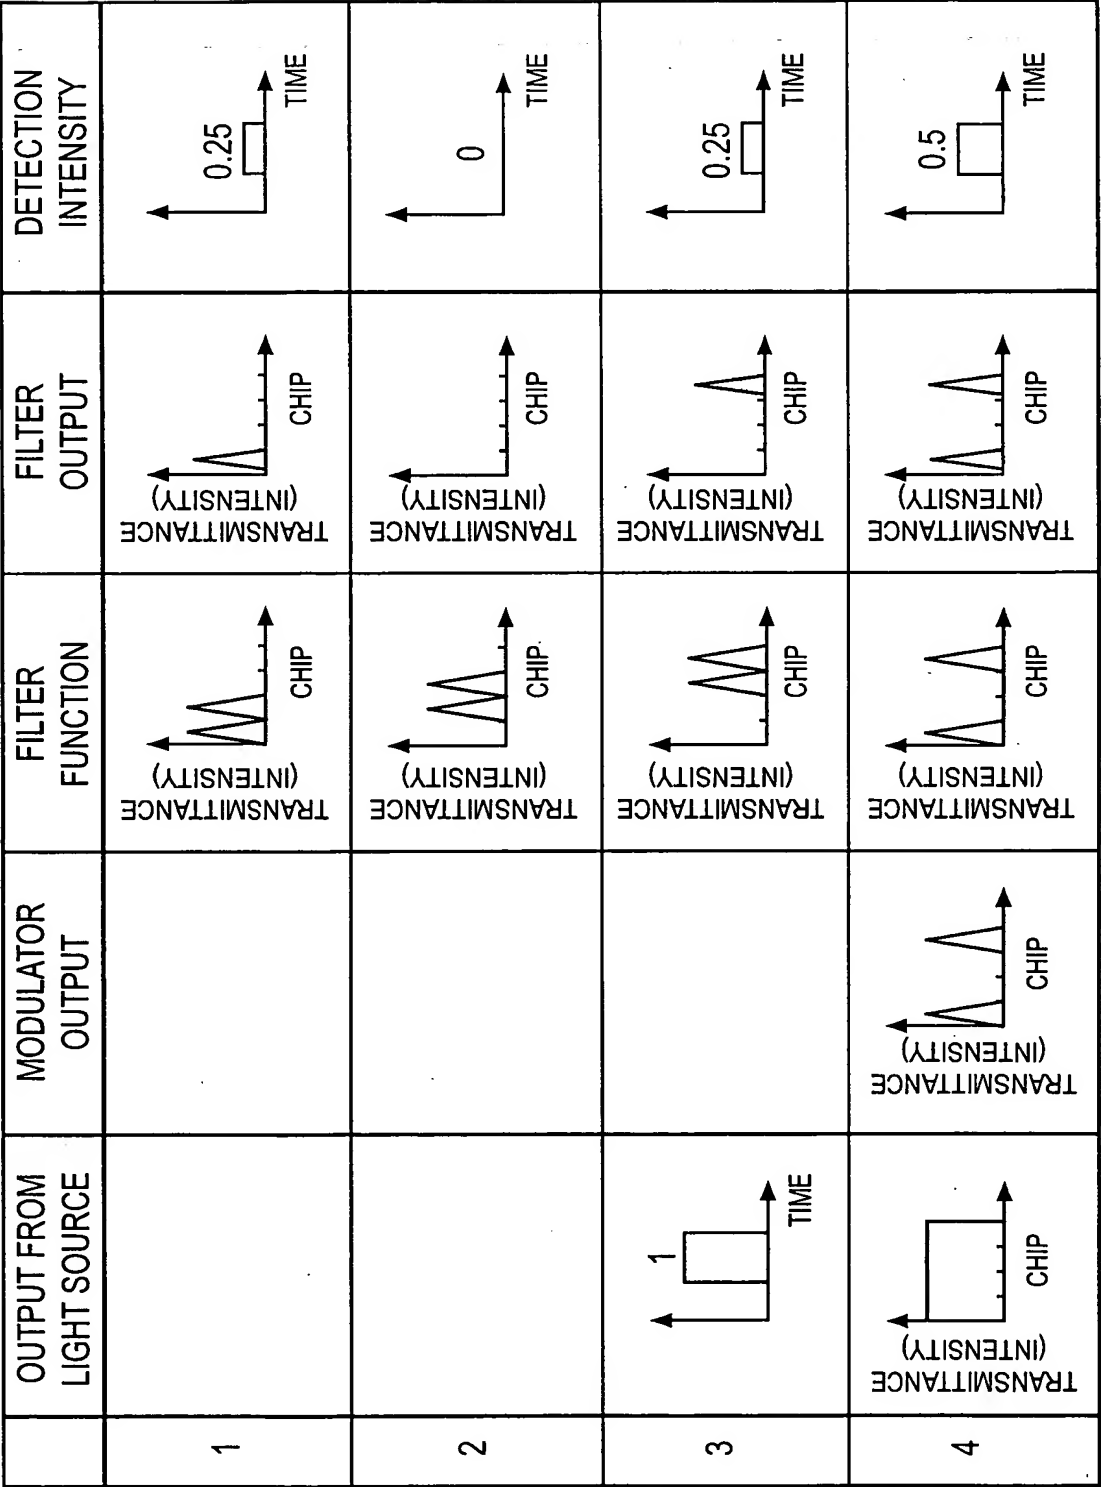 OUTPUT FROM
LIGHT SOURCE
MODULATOR
OUTPUT
FILTER
FUNCTION
FILTER
OUTPUT
DETECTION
INTENSITY
1
TRANSMITTANCE
(INTENSITY)
CHIP
TRANSMITTANCE
(INTENSITY)
CHIP
0.25
TIME
2
TRANSMITTANCE
(INTENSITY)
CHIP
TRANSMITTANCE
(INTENSITY)
CHIP
0
TIME
3
1
TIME
TRANSMITTANCE
(INTENSITY)
CHIP
TRANSMITTANCE
(INTENSITY)
CHIP
0.25
TIME
4
TRANSMITTANCE
(INTENSITY)
CHIP
TRANSMITTANCE
(INTENSITY)
CHIP
TRANSMITTANCE
(INTENSITY)
CHIP
TRANSMITTANCE
(INTENSITY)
CHIP
0.5
TIME